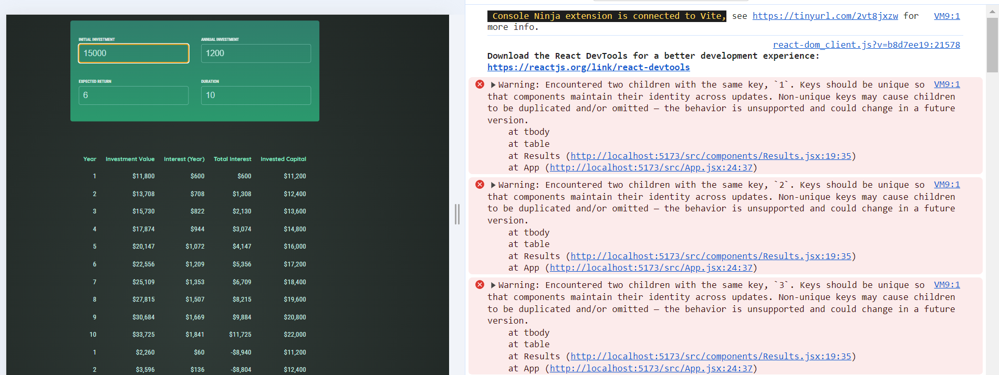 INITIAL INVESTMENT
15000
ANNUAL INVESTMENT
1200
EXPECTED RETURN
6
DURATION
10
Year Investment Value Interest (Year) Total Interest Invested Capital
1 $11,800 $600 $600 $11,200
2 $13,708 $708 $1,308 $12,400
3 $15,730 $822 $2,130 $13,600
4 $17,874 $944 $3,074 $14,800
5 $20,147 $1,072 $4,147 $16,000
6 $22,556 $1,209 $5,356 $17,200
7 $25,109 $1,353 $6,709 $18,400
8 $27,815 $1,507 $8,215 $19,600
9 $30,684 $1,669 $9,884 $20,800
10 $33,725 $1,841 $11,725 $22,000
1 $2,260 $60 -$8,940 $11,200
2 $3,596 $136 -$8,804 $12,400
Console Ninja extension is connected to Vite, see https://tinyurl.com/2vt8jxzw for VM9:1
more info.
react-dom_client.js?v=b8d7ee19:21578
Download the React DevTools for a better development experience:
https://reactjs.org/link/react-devtools
Warning: Encountered two children with the same key, `1`. Keys should be unique so VM9:1
that components maintain their identity across updates. Non-unique keys may cause children
to be duplicated and/or omitted — the behavior is unsupported and could change in a future
version.
at tbody
at table
at Results (http://localhost:5173/src/components/Results.jsx:19:35)
at App (http://localhost:5173/src/App.jsx:24:37)
Warning: Encountered two children with the same key, `2`. Keys should be unique so VM9:1
that components maintain their identity across updates. Non-unique keys may cause children
to be duplicated and/or omitted — the behavior is unsupported and could change in a future
version.
at tbody
at table
at Results (http://localhost:5173/src/components/Results.jsx:19:35)
at App (http://localhost:5173/src/App.jsx:24:37)
Warning: Encountered two children with the same key, `3`. Keys should be unique so VM9:1
that components maintain their identity across updates. Non-unique keys may cause children
to be duplicated and/or omitted — the behavior is unsupported and could change in a future
version.
at tbody
at table
at Results (http://localhost:5173/src/components/Results.jsx:19:35)
at App (http://localhost:5173/src/App.jsx:24:37)